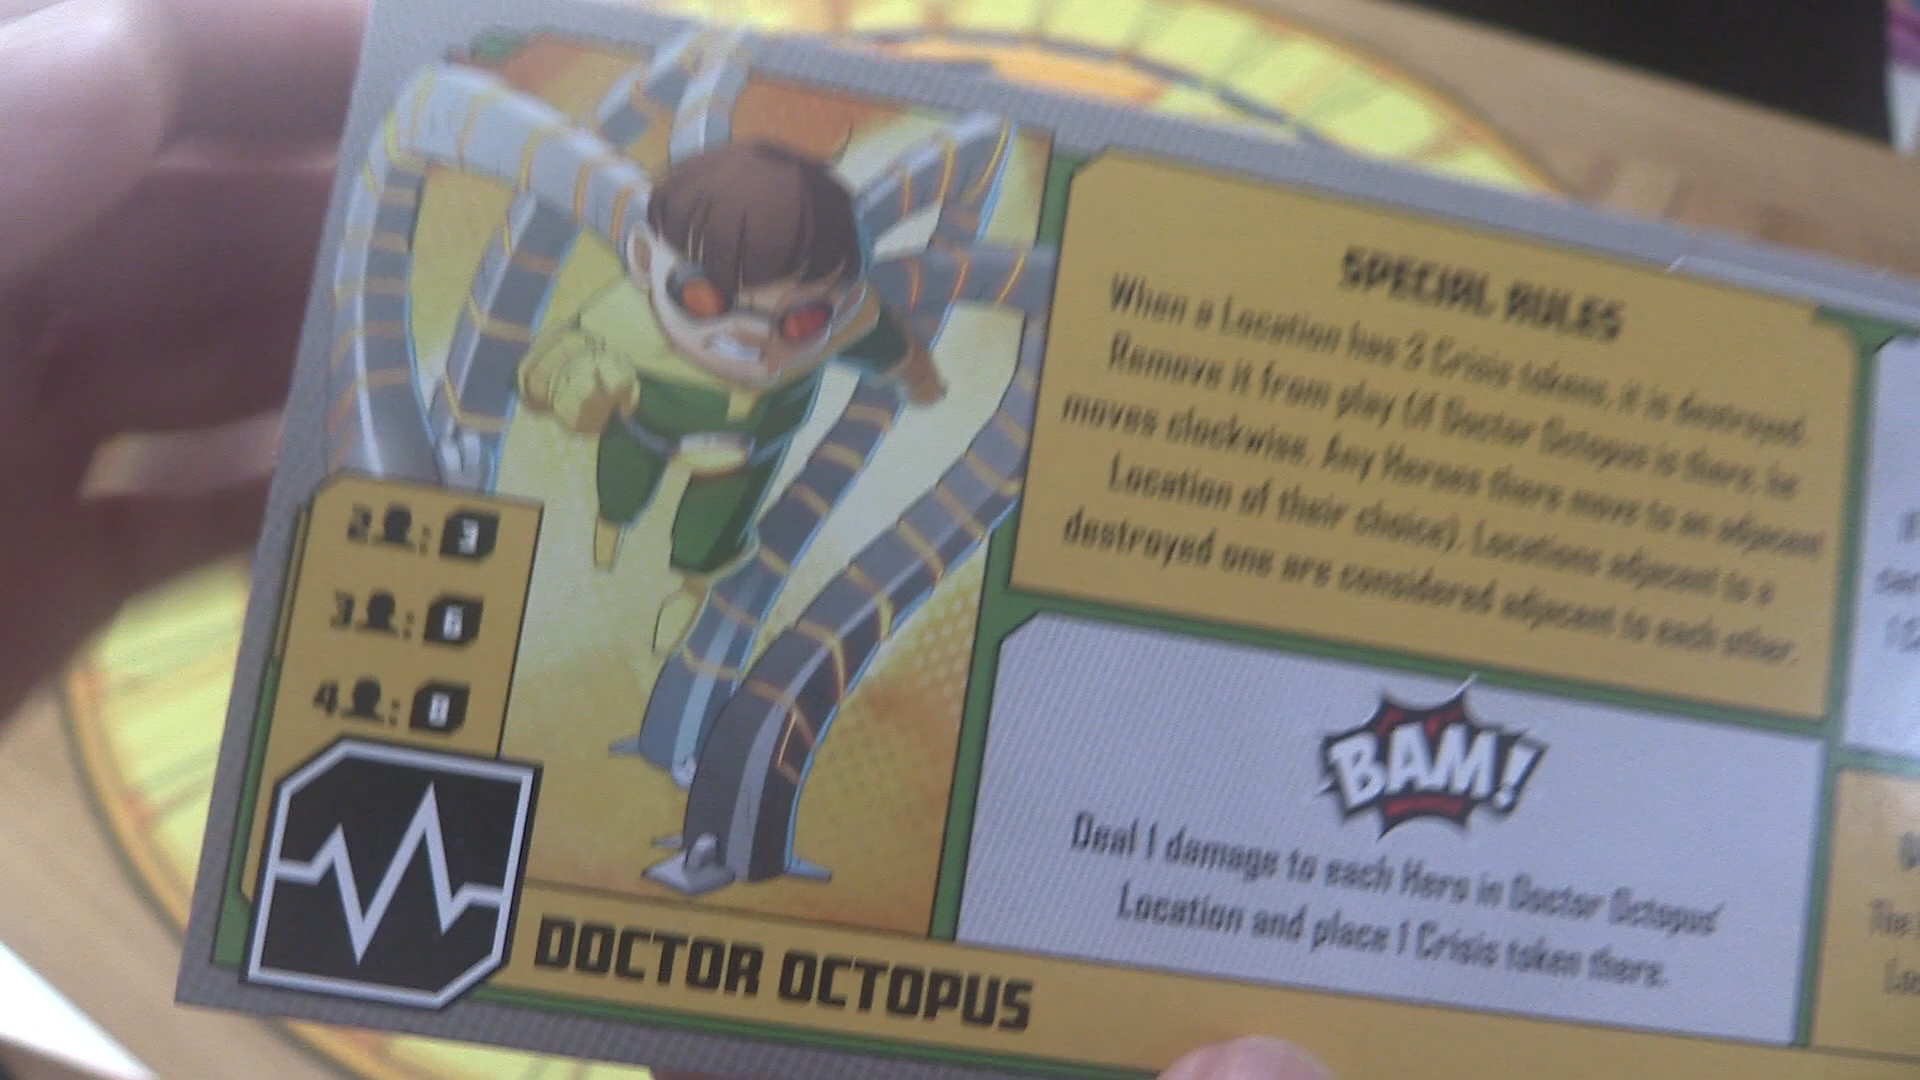 SPECIAL RULES
When a Location has 3 Crisis tokens, it is destroyed.
Remove it from play (if Doctor Octopus is there, he
moves clockwise. Any Heroes there move to an adjacent
Location of their choice). Locations adjacent to a
destroyed one are considered adjacent to each other.
2 : 3
3 : 6
4 : 8
BAM!
Deal 1 damage to each Hero in Doctor Octopus'
Location and place 1 Crisis token there.
DOCTOR OCTOPUS
The